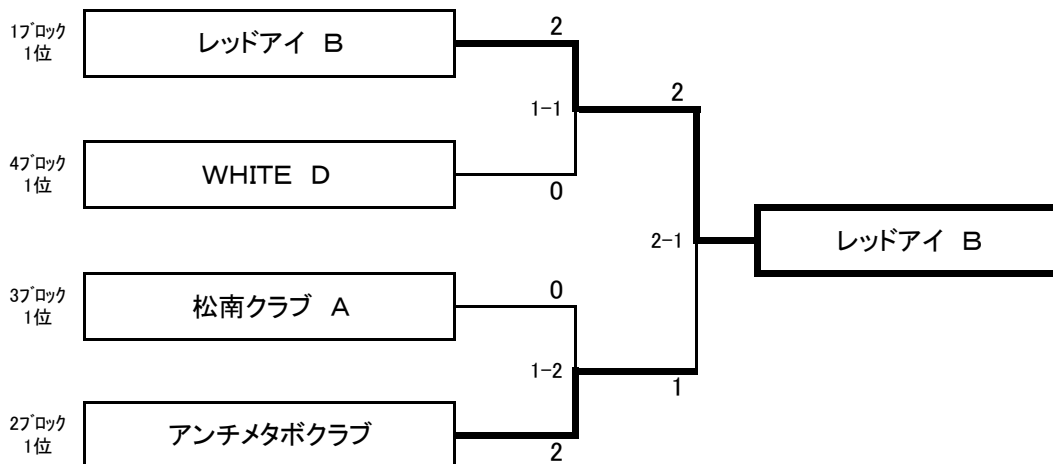 1ブロック
1位
レッドアイ B
2
1-1
2
4ブロック
1位
WHITE D
0
2-1
レッドアイ B
3ブロック
1位
松南クラブ A
0
1-2
1
2ブロック
1位
アンチメタボクラブ
2